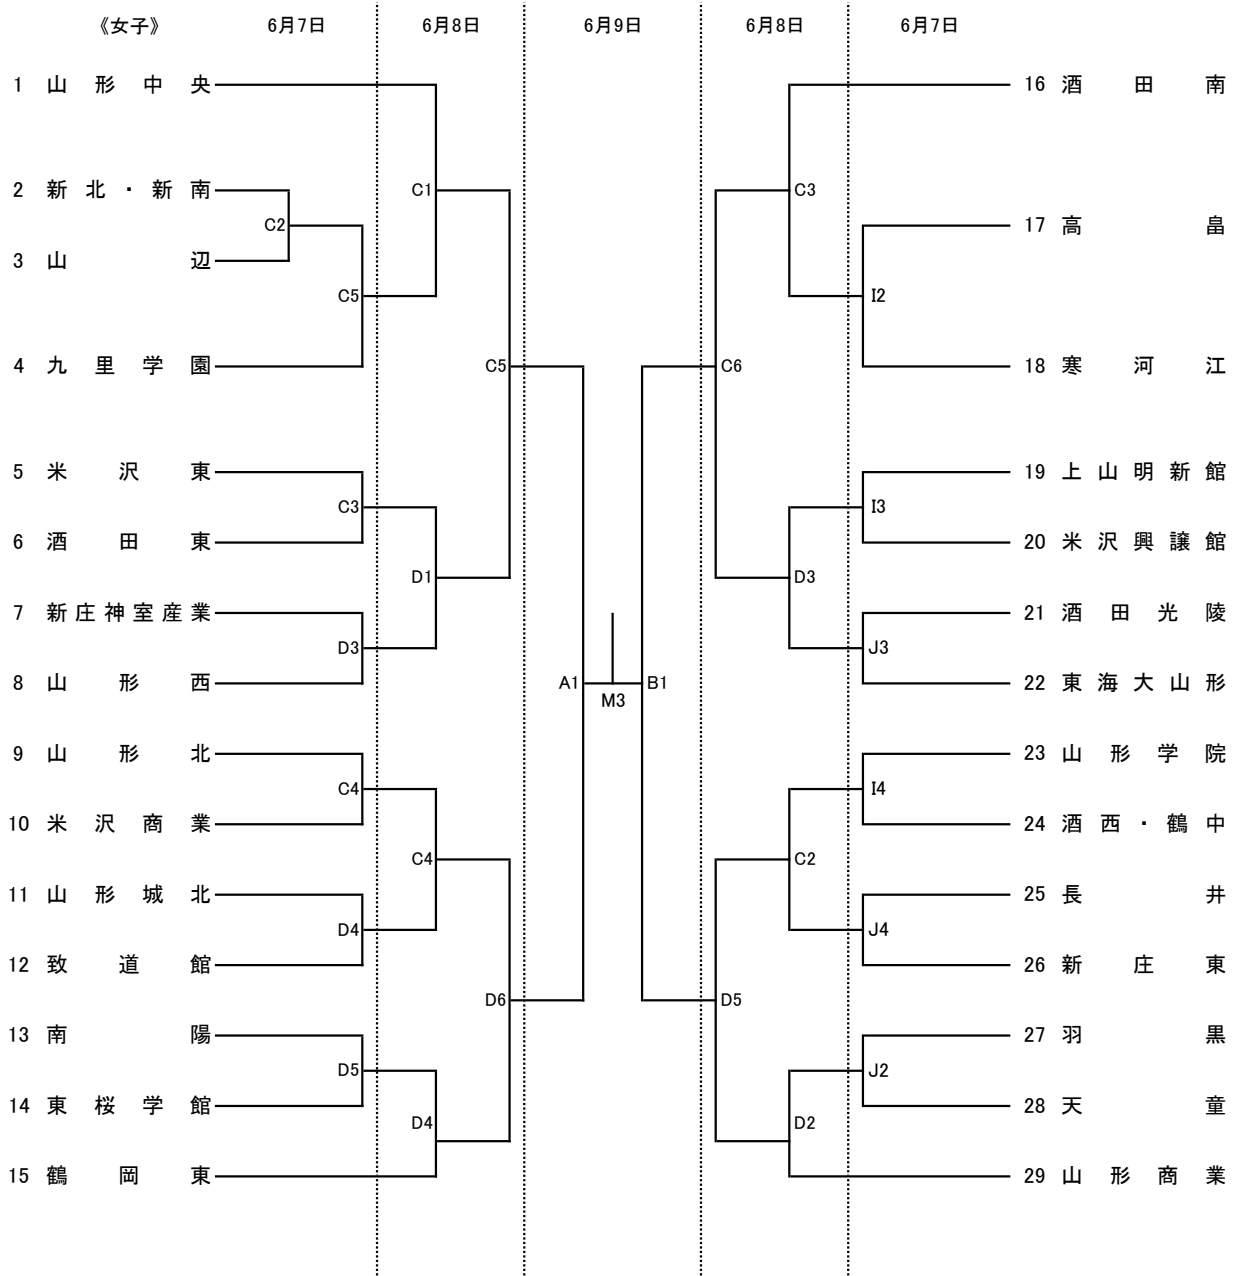 《女子》 6月7日 6月8日 6月9日 6月8日 6月7日
1 山形中央 16 酒田南
2 新北・新南 C1 C3
C2 17 高畠
3 山辺
C5 I2
4 九里学園 C5 C6 18 寒河江
5 米沢東 19 上山明新館
C3 I3
6 酒田東 20 米沢興譲館
D1 D3
7 新庄神室産業 21 酒田光陵
D3 J3
8 山形西 A1 B1 22 東海大山形
M3
9 山形北 23 山形学院
C4 I4
10 米沢商業 24 酒西・鶴中
C4 C2
11 山形城北 25 長井
D4 J4
12 致道館 26 新庄東
D6 D5
13 南陽 27 羽黒
D5 J2
14 東桜学館 28 天童
D4 D2
15 鶴岡東 29 山形商業